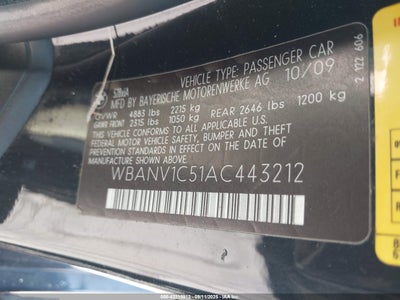 VEHICLE TYPE: PASSENGER CAR
MFD BY BAYERISCHE MOTORENWERKE AG 10/09
GVWR 4883 lbs 2215 kg
GAWR FRONT 2315 lbs 1050 kg REAR 2646 lbs 1200 kg
THIS VEHICLE CONFORMS TO ALL APPLICABLE
FEDERAL MOTOR VEHICLE SAFETY, BUMPER AND THEFT
PREVENTION STANDARDS IN EFFECT ON THE DATE OF
MANUFACTURE SHOWN ABOVE.
WBANV1C51AC443212
2 122 606